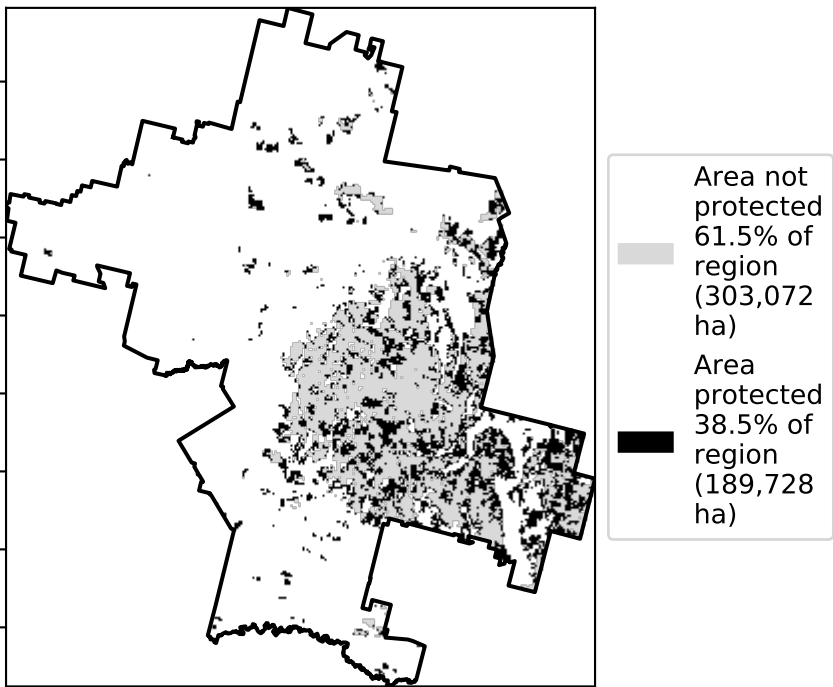 Area not
protected
61.5% of
region
(303,072
ha)
Area
protected
38.5% of
region
(189,728
ha)